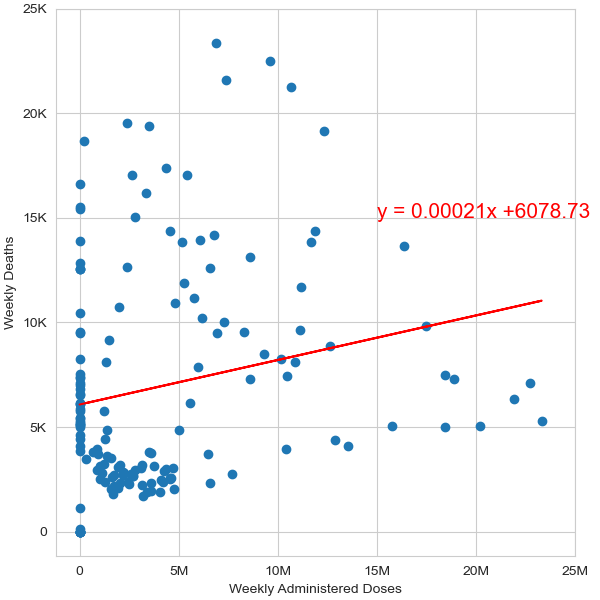 25K
20K
15K
10K
5K
0
Weekly Deaths
y = 0.00021x +6078.73
0 5M 10M 15M 20M 25M
Weekly Administered Doses